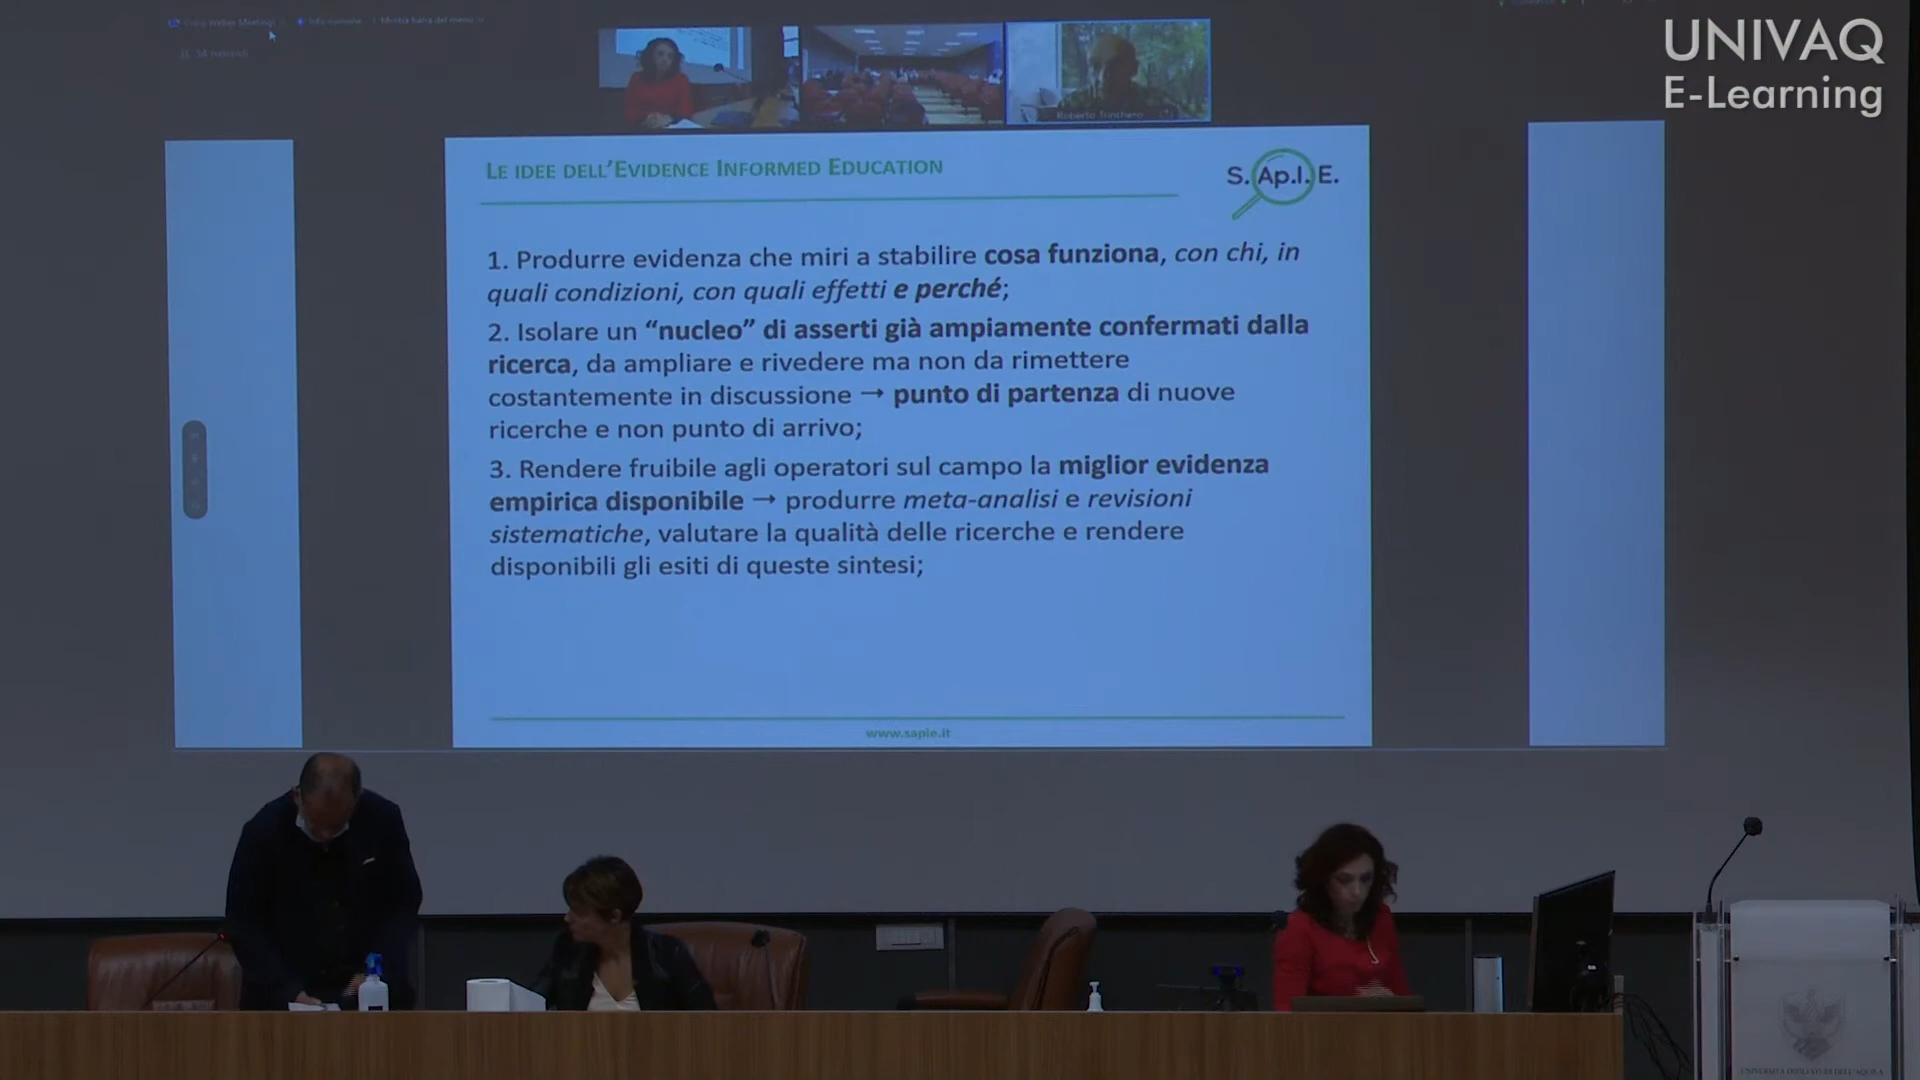 UNIVAQ
E-Learning
Roberto Trinchero
LE IDEE DELL’EVIDENCE INFORMED EDUCATION
S.Ap.I.E.
1. Produrre evidenza che miri a stabilire cosa funziona, con chi, in
quali condizioni, con quali effetti e perché;
2. Isolare un “nucleo” di asserti già ampiamente confermati dalla
ricerca, da ampliare e rivedere ma non da rimettere
costantemente in discussione → punto di partenza di nuove
ricerche e non punto di arrivo;
3. Rendere fruibile agli operatori sul campo la miglior evidenza
empirica disponibile → produrre meta-analisi e revisioni
sistematiche, valutare la qualità delle ricerche e rendere
disponibili gli esiti di queste sintesi;
www.sapie.it